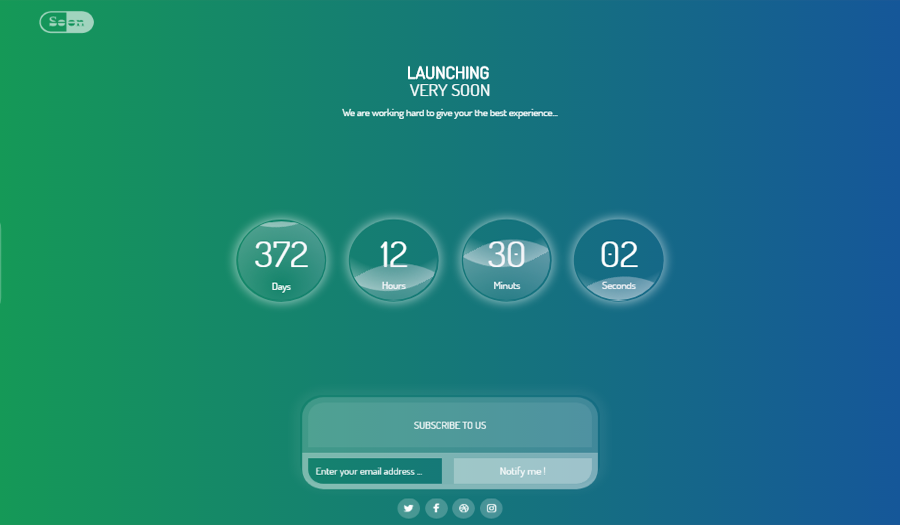 Soon
LAUNCHING
VERY SOON
We are working hard to give your the best experience...
372
12
30
02
Days
Hours
Minuts
Seconds
SUBSCRIBE TO US
Enter your email address ...
Notify me !